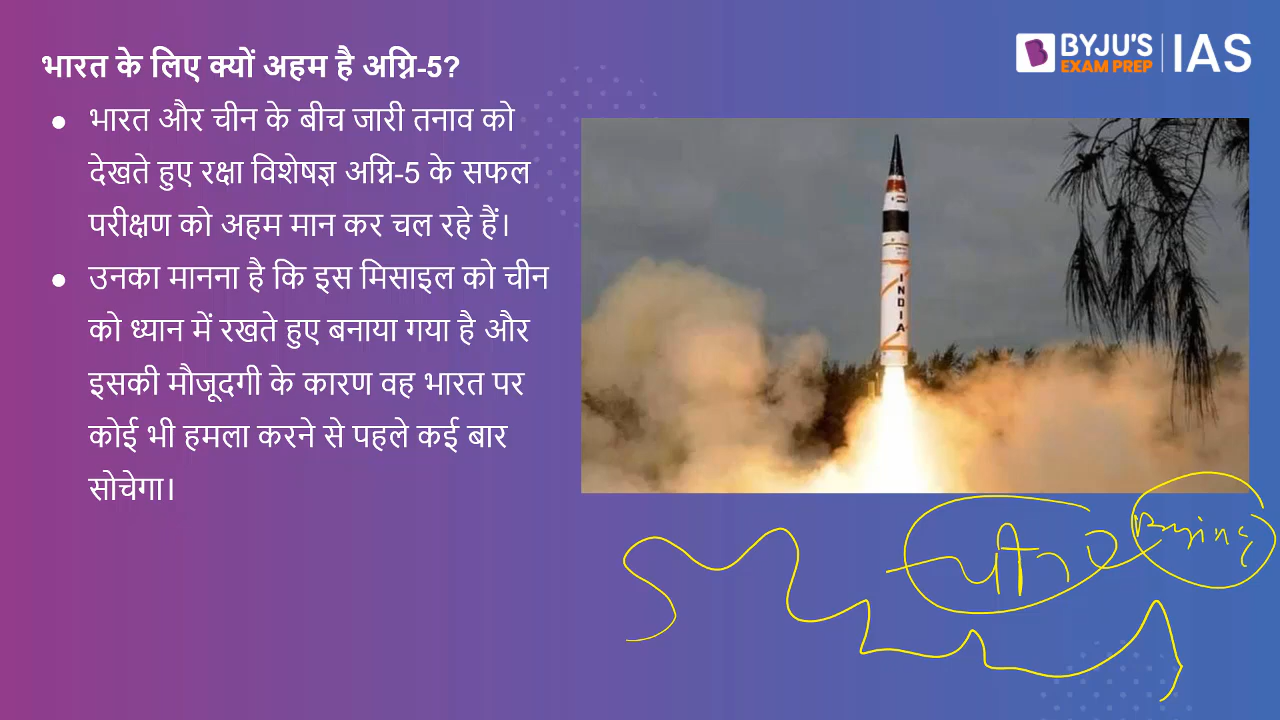 भारत के लिए क्यों अहम है अग्नि-5?
● भारत और चीन के बीच जारी तनाव को
देखते हुए रक्षा विशेषज्ञ अग्नि-5 के सफल
परीक्षण को अहम मान कर चल रहे हैं।
● उनका मानना है कि इस मिसाइल को चीन
को ध्यान में रखते हुए बनाया गया है और
इसकी मौजूदगी के कारण वह भारत पर
कोई भी हमला करने से पहले कई बार
सोचेगा।
BYJU'S
EXAM PREP
IAS
INDIA
चीन